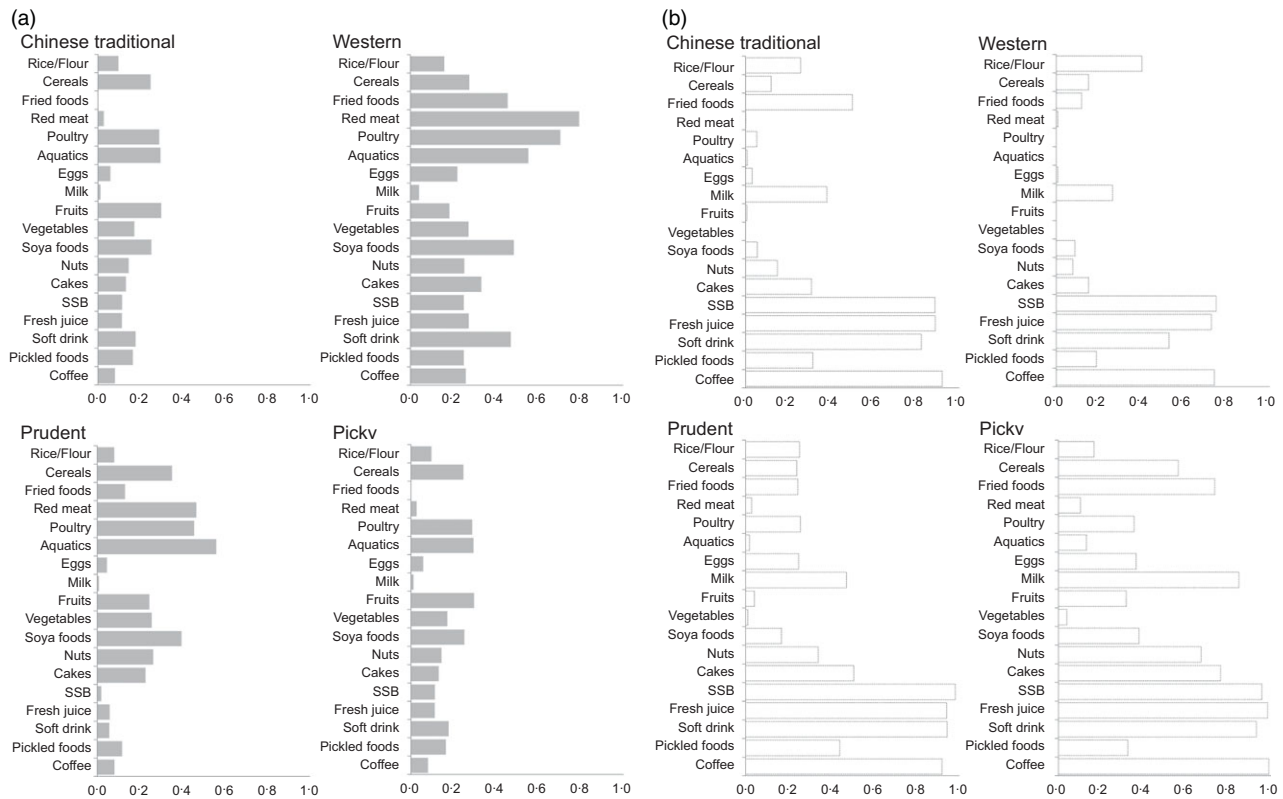 (a)
Chinese traditional
Rice/Flour
Cereals
Fried foods
Red meat
Poultry
Aquatics
Eggs
Milk
Fruits
Vegetables
Soya foods
Nuts
Cakes
SSB
Fresh juice
Soft drink
Pickled foods
Coffee
0·0 0·2 0·4 0·6 0·8 1·0
Western
Rice/Flour
Cereals
Fried foods
Red meat
Poultry
Aquatics
Eggs
Milk
Fruits
Vegetables
Soya foods
Nuts
Cakes
SSB
Fresh juice
Soft drink
Pickled foods
Coffee
0·0 0·2 0·4 0·6 0·8 1·0
Prudent
Rice/Flour
Cereals
Fried foods
Red meat
Poultry
Aquatics
Eggs
Milk
Fruits
Vegetables
Soya foods
Nuts
Cakes
SSB
Fresh juice
Soft drink
Pickled foods
Coffee
0·0 0·2 0·4 0·6 0·8 1·0
Pickv
Rice/Flour
Cereals
Fried foods
Red meat
Poultry
Aquatics
Eggs
Milk
Fruits
Vegetables
Soya foods
Nuts
Cakes
SSB
Fresh juice
Soft drink
Pickled foods
Coffee
0·0 0·2 0·4 0·6 0·8 1·0
(b)
Chinese traditional
Rice/Flour
Cereals
Fried foods
Red meat
Poultry
Aquatics
Eggs
Milk
Fruits
Vegetables
Soya foods
Nuts
Cakes
SSB
Fresh juice
Soft drink
Pickled foods
Coffee
0·0 0·2 0·4 0·6 0·8 1·0
Western
Rice/Flour
Cereals
Fried foods
Red meat
Poultry
Aquatics
Eggs
Milk
Fruits
Vegetables
Soya foods
Nuts
Cakes
SSB
Fresh juice
Soft drink
Pickled foods
Coffee
0·0 0·2 0·4 0·6 0·8 1·0
Prudent
Rice/Flour
Cereals
Fried foods
Red meat
Poultry
Aquatics
Eggs
Milk
Fruits
Vegetables
Soya foods
Nuts
Cakes
SSB
Fresh juice
Soft drink
Pickled foods
Coffee
0·0 0·2 0·4 0·6 0·8 1·0
Pickv
Rice/Flour
Cereals
Fried foods
Red meat
Poultry
Aquatics
Eggs
Milk
Fruits
Vegetables
Soya foods
Nuts
Cakes
SSB
Fresh juice
Soft drink
Pickled foods
Coffee
0·0 0·2 0·4 0·6 0·8 1·0